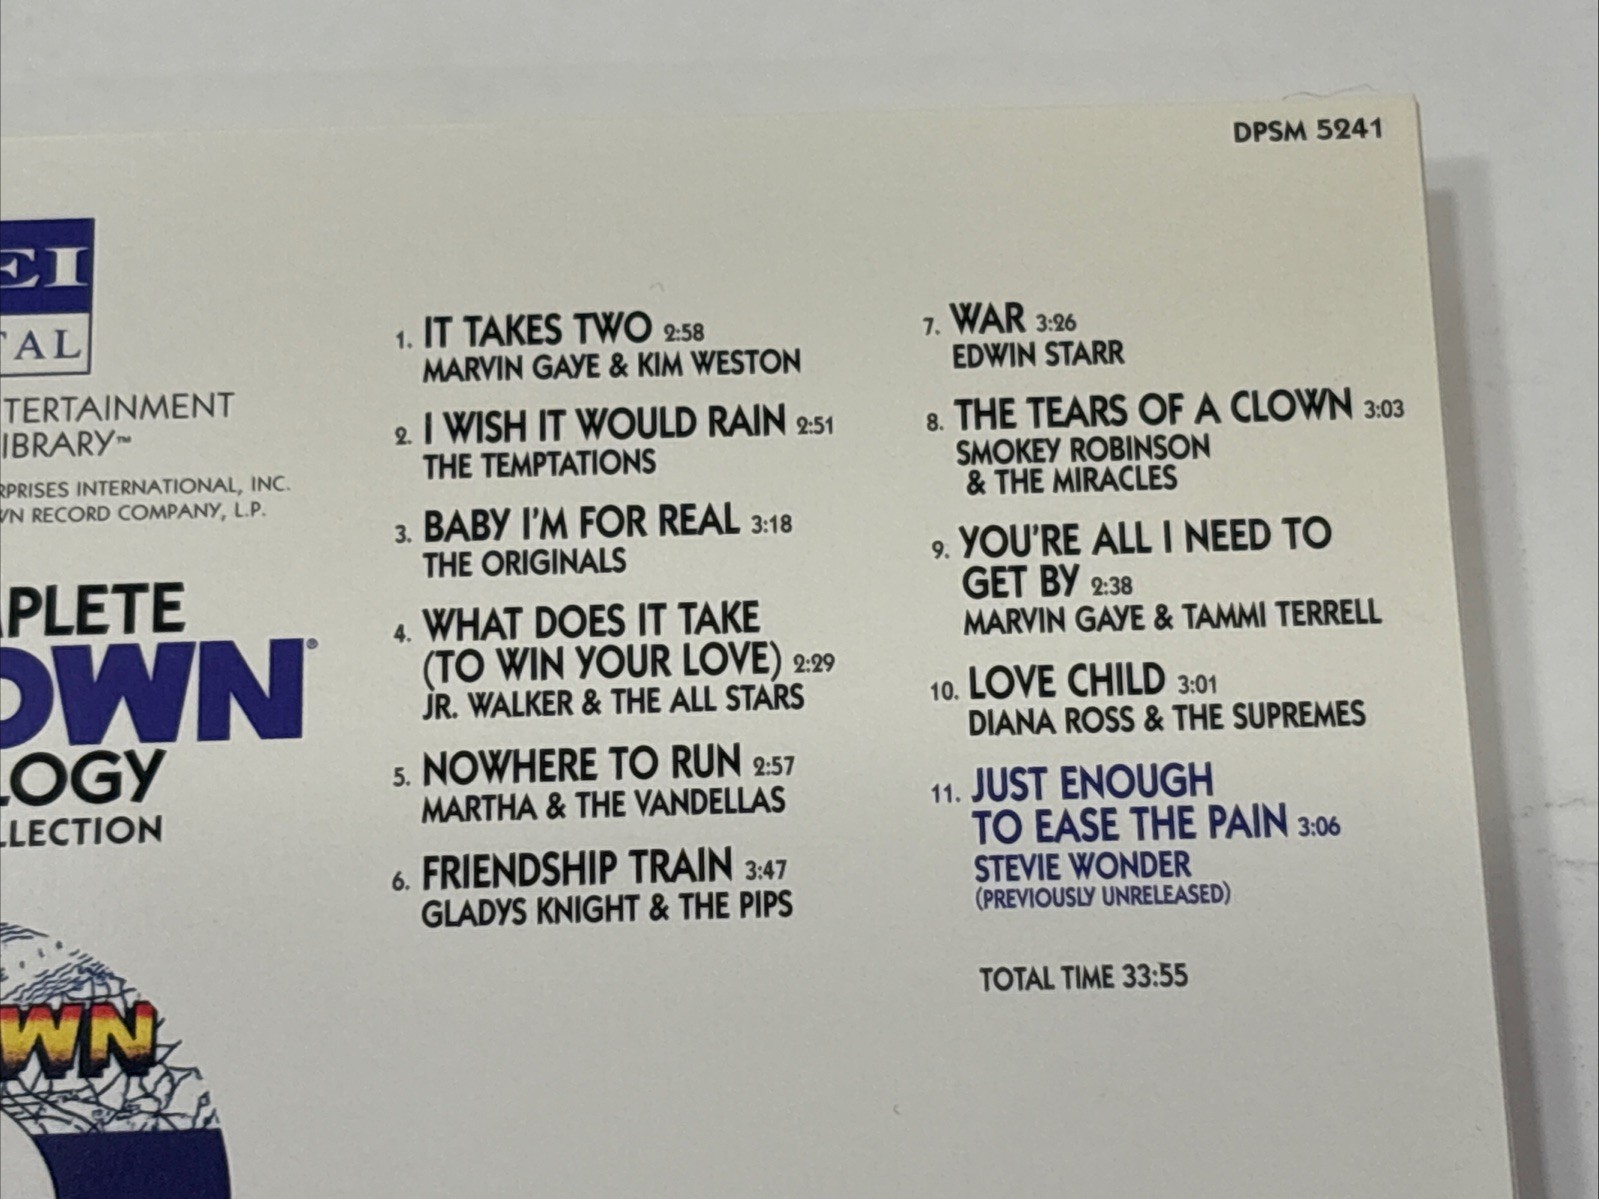 DPSM 5241
EI
TAL
TERTAINMENT
IBRARY™
RPRISES INTERNATIONAL, INC.
WN RECORD COMPANY, L.P.
MPLETE
OWN®
LOGY
LLECTION
WN
1. IT TAKES TWO 2:58
MARVIN GAYE & KIM WESTON
2. I WISH IT WOULD RAIN 2:51
THE TEMPTATIONS
3. BABY I'M FOR REAL 3:18
THE ORIGINALS
4. WHAT DOES IT TAKE
(TO WIN YOUR LOVE) 2:29
JR. WALKER & THE ALL STARS
5. NOWHERE TO RUN 2:57
MARTHA & THE VANDELLAS
6. FRIENDSHIP TRAIN 3:47
GLADYS KNIGHT & THE PIPS
7. WAR 3:26
EDWIN STARR
8. THE TEARS OF A CLOWN 3:03
SMOKEY ROBINSON
& THE MIRACLES
9. YOU'RE ALL I NEED TO
GET BY 2:38
MARVIN GAYE & TAMMI TERRELL
10. LOVE CHILD 3:01
DIANA ROSS & THE SUPREMES
11. JUST ENOUGH
TO EASE THE PAIN 3:06
STEVIE WONDER
(PREVIOUSLY UNRELEASED)
TOTAL TIME 33:55